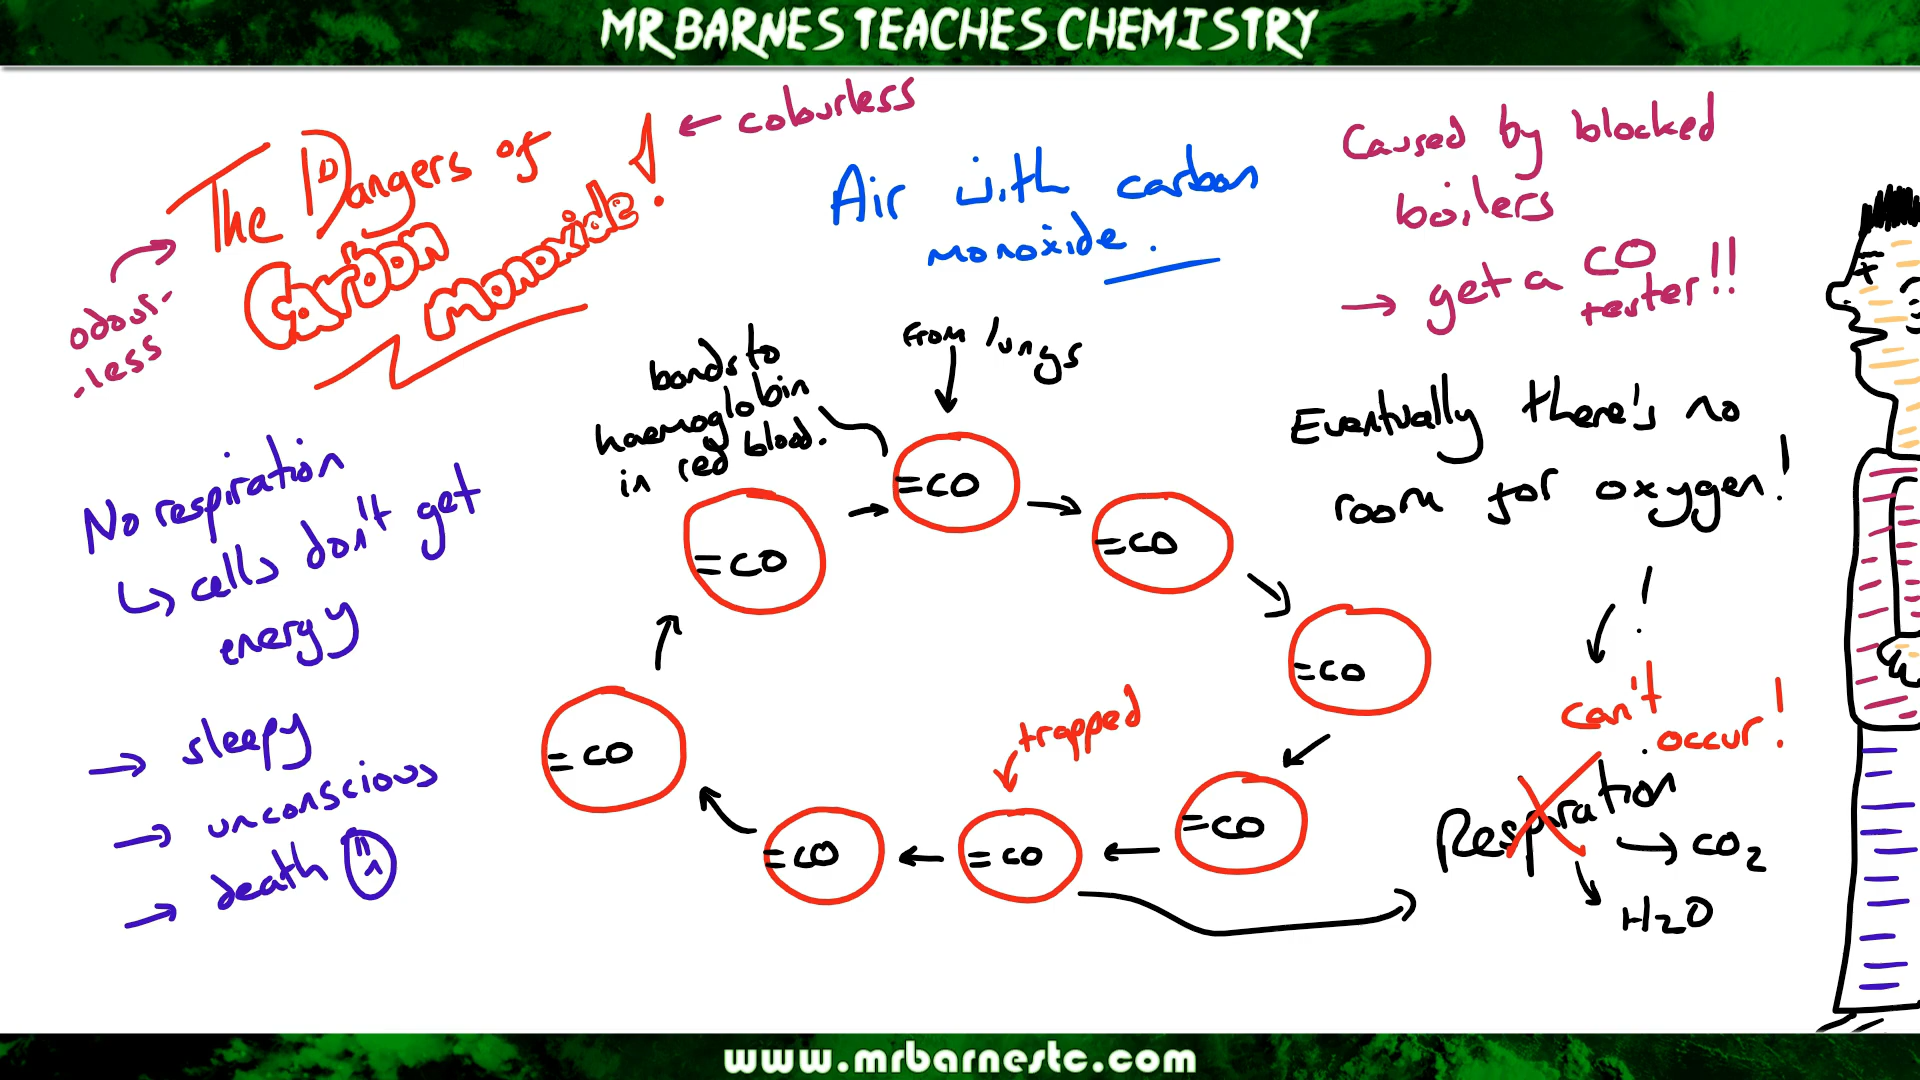 MR BARNES TEACHES CHEMISTRY
The Dangers of
Carbon
Monoxide!
← colourless
odour-
-less
Air with carbon
monoxide.
Caused by blocked
boilers
→ get a CO
tester!!
from lungs
bonds to
haemoglobin
in red blood.
=CO
=CO
=CO
=CO
=CO
=CO
=CO
=CO
trapped
Eventually there's no
room for oxygen!
can't
occur!
Respiration
→ CO2
H2O
No respiration
↳ cells don't get
energy
→ sleepy
→ unconscious
→ death
www.mrbarnestc.com